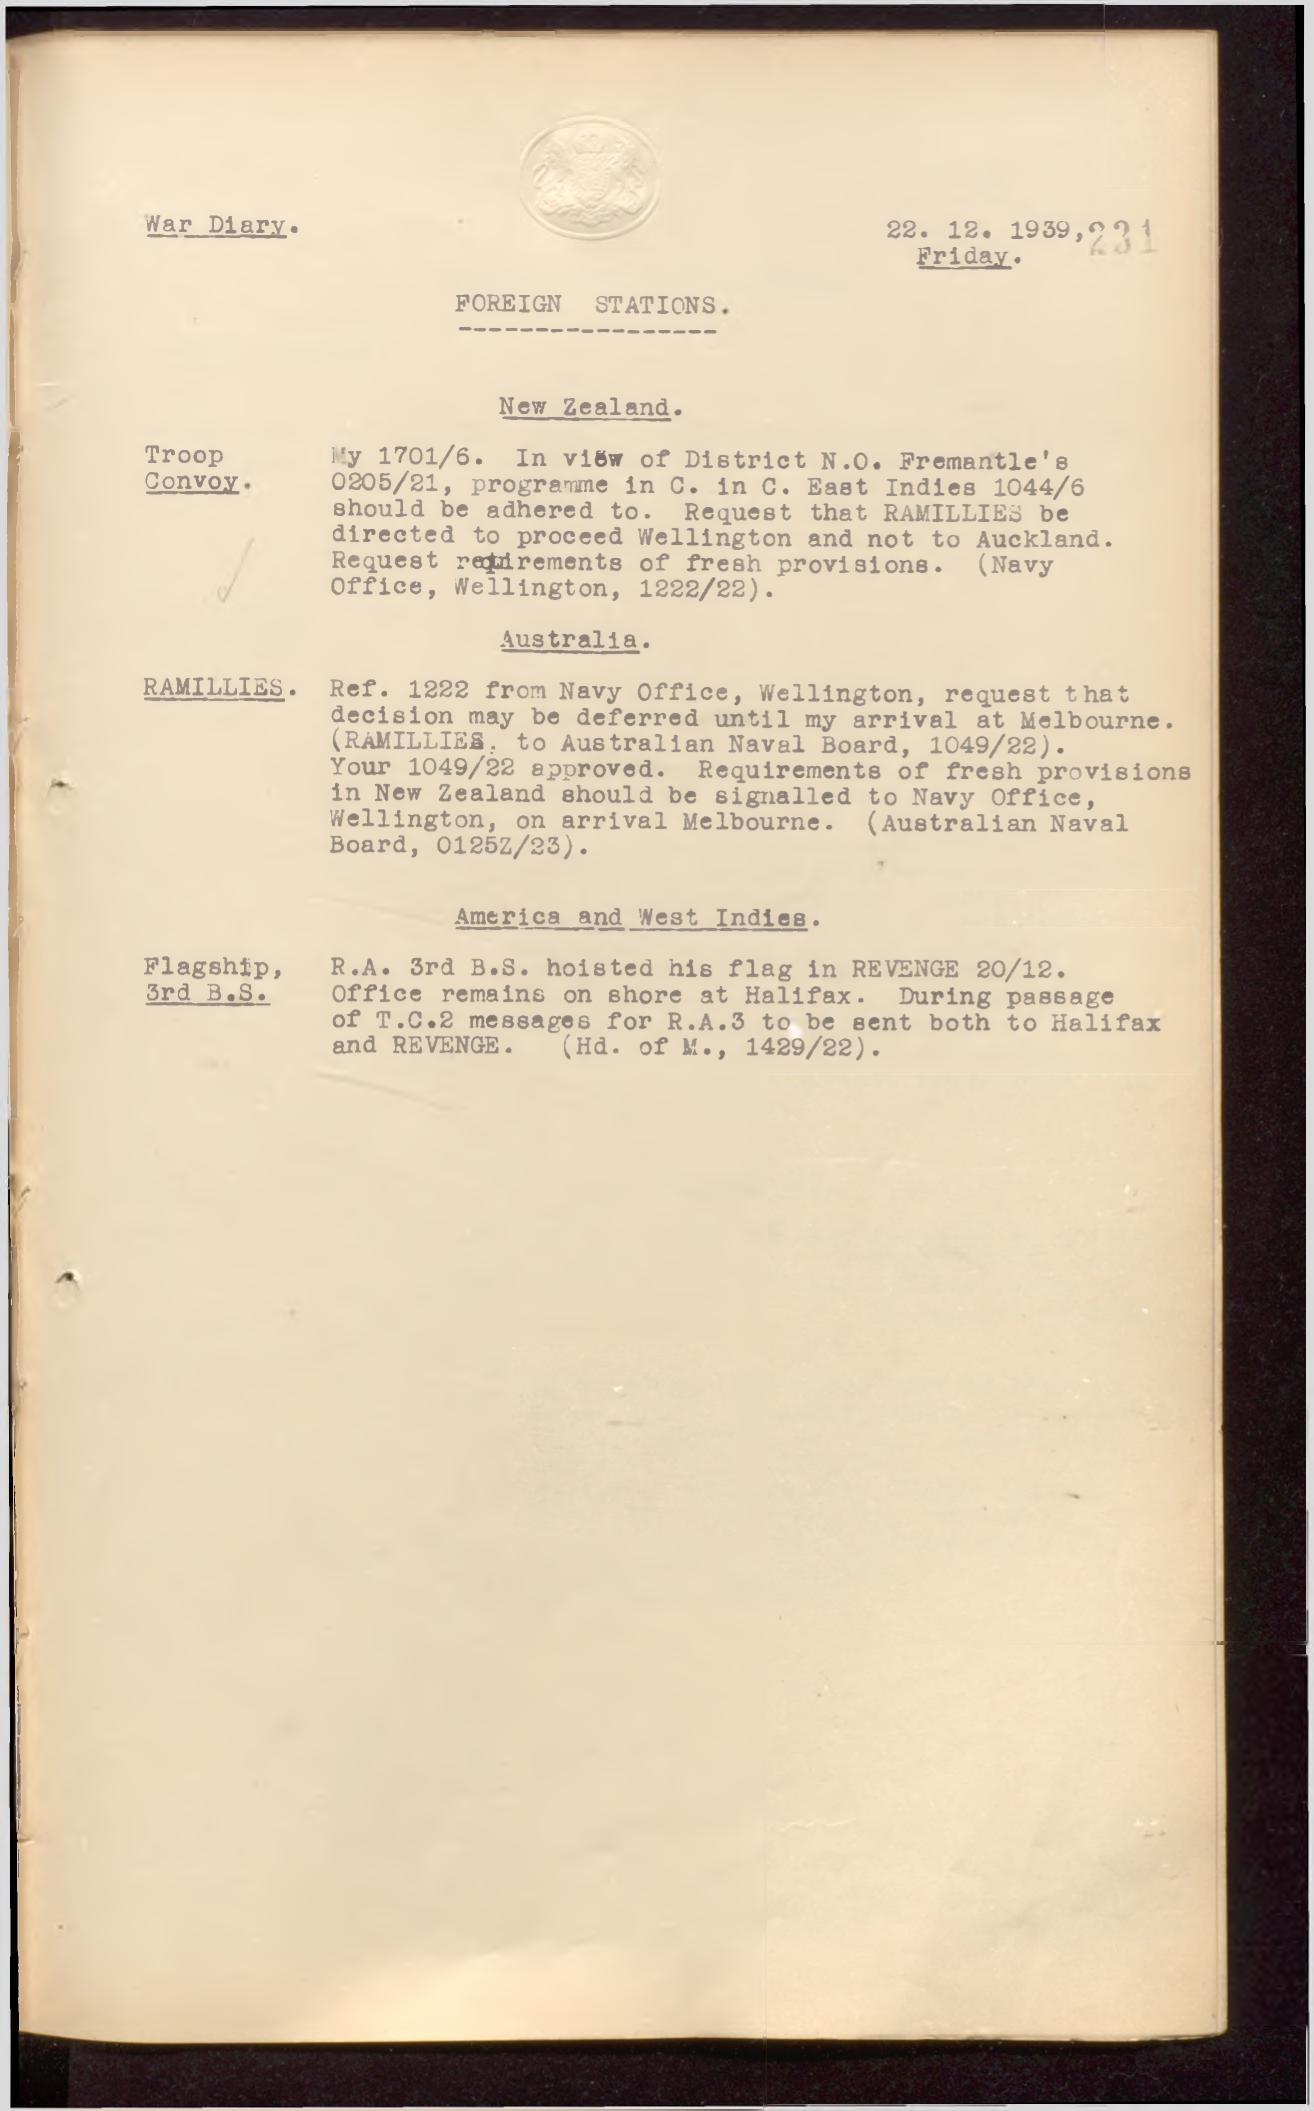 War Diary.
22. 12. 1939, 231
Friday.
FOREIGN STATIONS.
-----------------
New Zealand.
Troop
Convoy.
My 1701/6. In view of District N.O. Fremantle's
0205/21, programme in C. in C. East Indies 1044/6
should be adhered to. Request that RAMILLIES be
directed to proceed Wellington and not to Auckland.
Request requirements of fresh provisions. (Navy
Office, Wellington, 1222/22).
Australia.
RAMILLIES.
Ref. 1222 from Navy Office, Wellington, request that
decision may be deferred until my arrival at Melbourne.
(RAMILLIES. to Australian Naval Board, 1049/22).
Your 1049/22 approved. Requirements of fresh provisions
in New Zealand should be signalled to Navy Office,
Wellington, on arrival Melbourne. (Australian Naval
Board, 0125Z/23).
America and West Indies.
Flagship,
3rd B.S.
R.A. 3rd B.S. hoisted his flag in REVENGE 20/12.
Office remains on shore at Halifax. During passage
of T.C.2 messages for R.A.3 to be sent both to Halifax
and REVENGE. (Hd. of M., 1429/22).